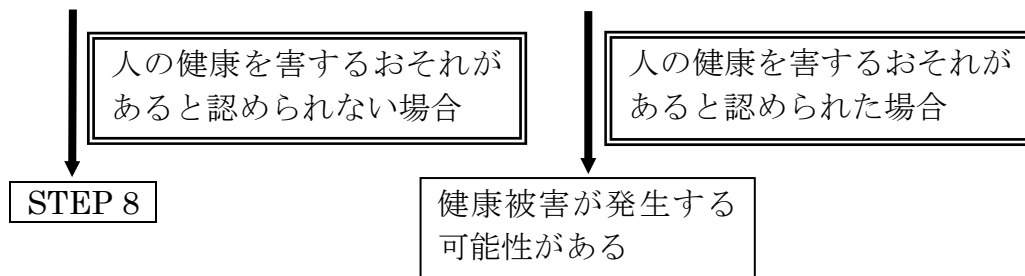 人の健康を害するおそれが
あると認められない場合
人の健康を害するおそれが
あると認められた場合
STEP 8
健康被害が発生する
可能性がある